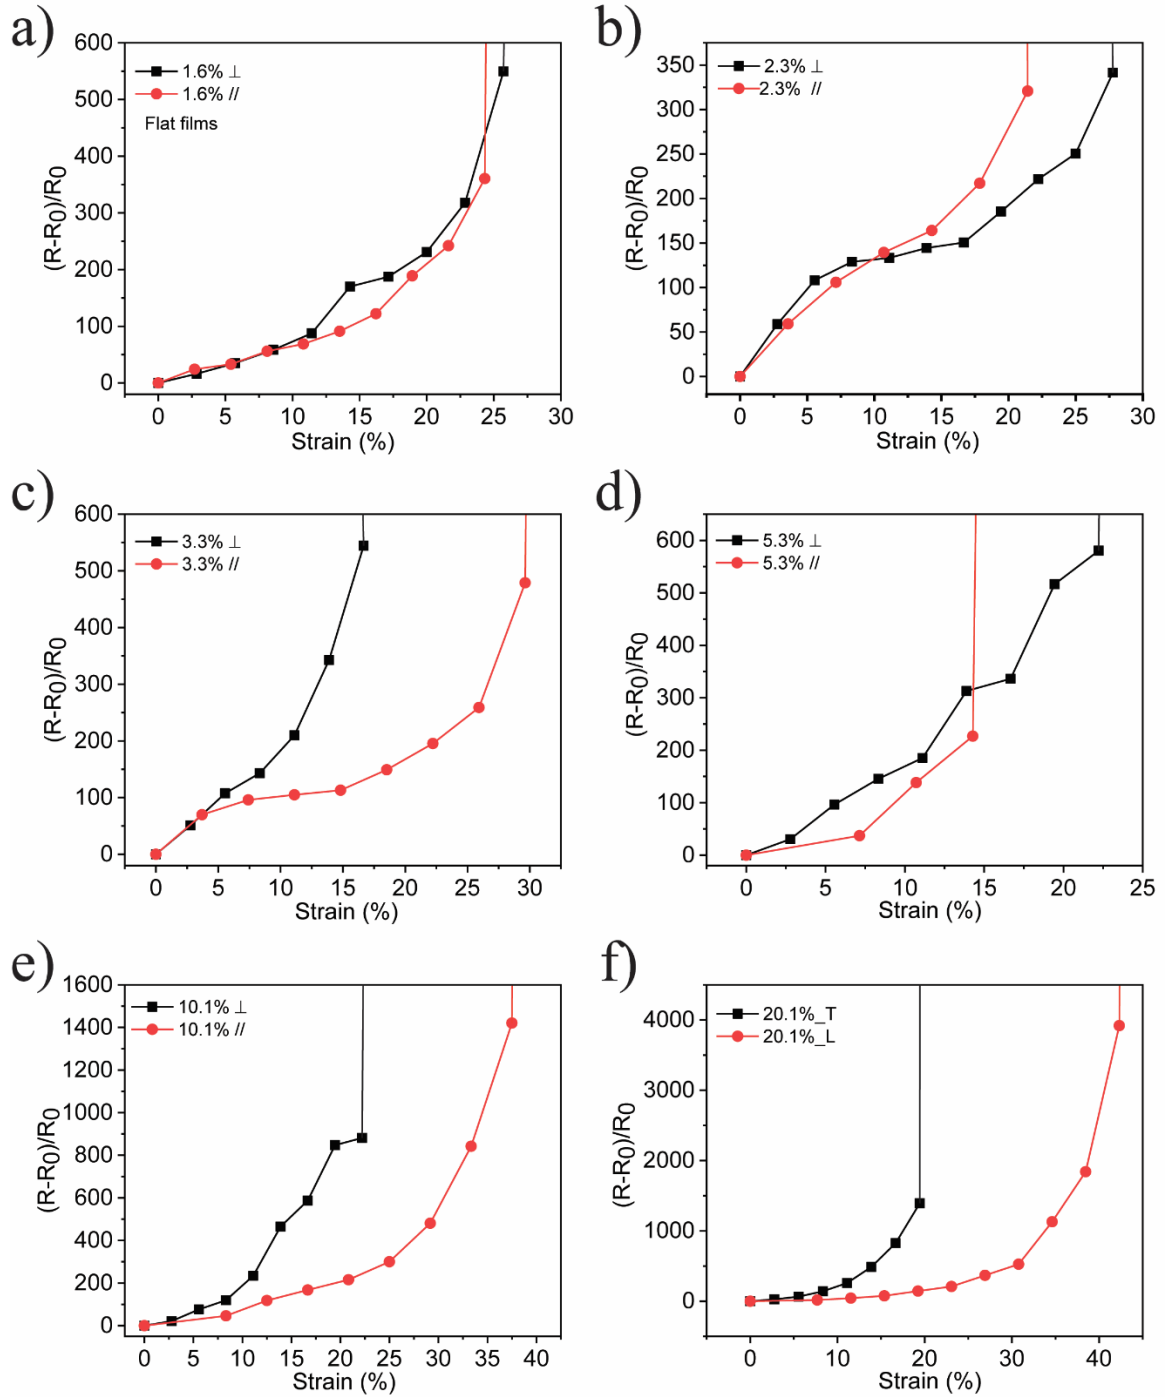 a)
600
500
400
300
200
100
0
(R-R0)/R0
1.6% ⊥
1.6% //
Flat films
0 5 10 15 20 25 30
Strain (%)
b)
350
300
250
200
150
100
50
0
(R-R0)/R0
2.3% ⊥
2.3% //
0 5 10 15 20 25 30
Strain (%)
c)
600
500
400
300
200
100
0
(R-R0)/R0
3.3% ⊥
3.3% //
0 5 10 15 20 25 30
Strain (%)
d)
600
500
400
300
200
100
0
(R-R0)/R0
5.3% ⊥
5.3% //
0 5 10 15 20 25
Strain (%)
e)
1600
1400
1200
1000
800
600
400
200
0
(R-R0)/R0
10.1% ⊥
10.1% //
0 5 10 15 20 25 30 35 40
Strain (%)
f)
4000
3000
2000
1000
0
(R-R0)/R0
20.1%_T
20.1%_L
0 10 20 30 40
Strain (%)